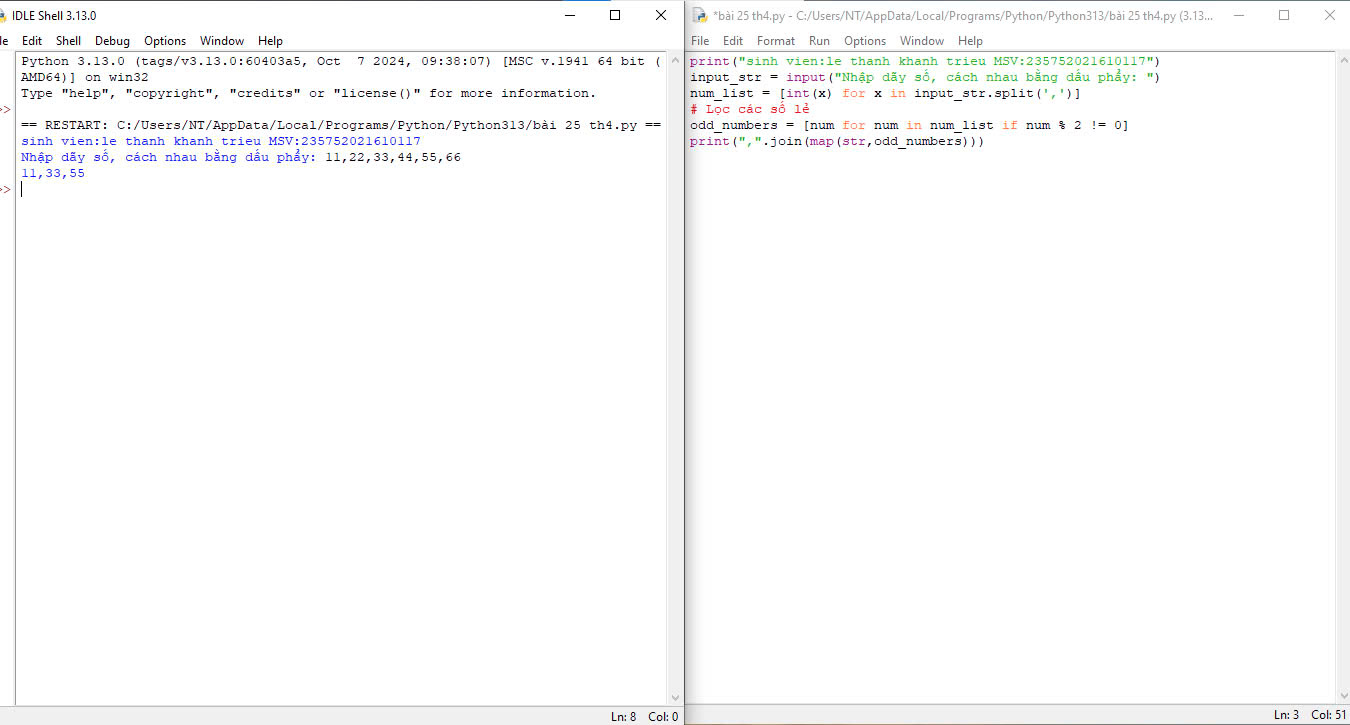 IDLE Shell 3.13.0
le Edit Shell Debug Options Window Help
Python 3.13.0 (tags/v3.13.0:60403a5, Oct  7 2024, 09:38:07) [MSC v.1941 64 bit (
AMD64)] on win32
Type "help", "copyright", "credits" or "license()" for more information.
>>
== RESTART: C:/Users/NT/AppData/Local/Programs/Python/Python313/bài 25 th4.py ==
sinh vien:le thanh khanh trieu MSV:235752021610117
Nhập dãy số, cách nhau bằng dấu phẩy: 11,22,33,44,55,66
11,33,55
>>
Ln: 8 Col: 0
*bài 25 th4.py - C:/Users/NT/AppData/Local/Programs/Python/Python313/bài 25 th4.py (3.13...
File Edit Format Run Options Window Help
print("sinh vien:le thanh khanh trieu MSV:235752021610117")
input_str = input("Nhập dãy số, cách nhau bằng dấu phẩy: ")
num_list = [int(x) for x in input_str.split(',')]
# Lọc các số lẻ
odd_numbers = [num for num in num_list if num % 2 != 0]
print(",".join(map(str,odd_numbers)))
Ln: 3 Col: 51